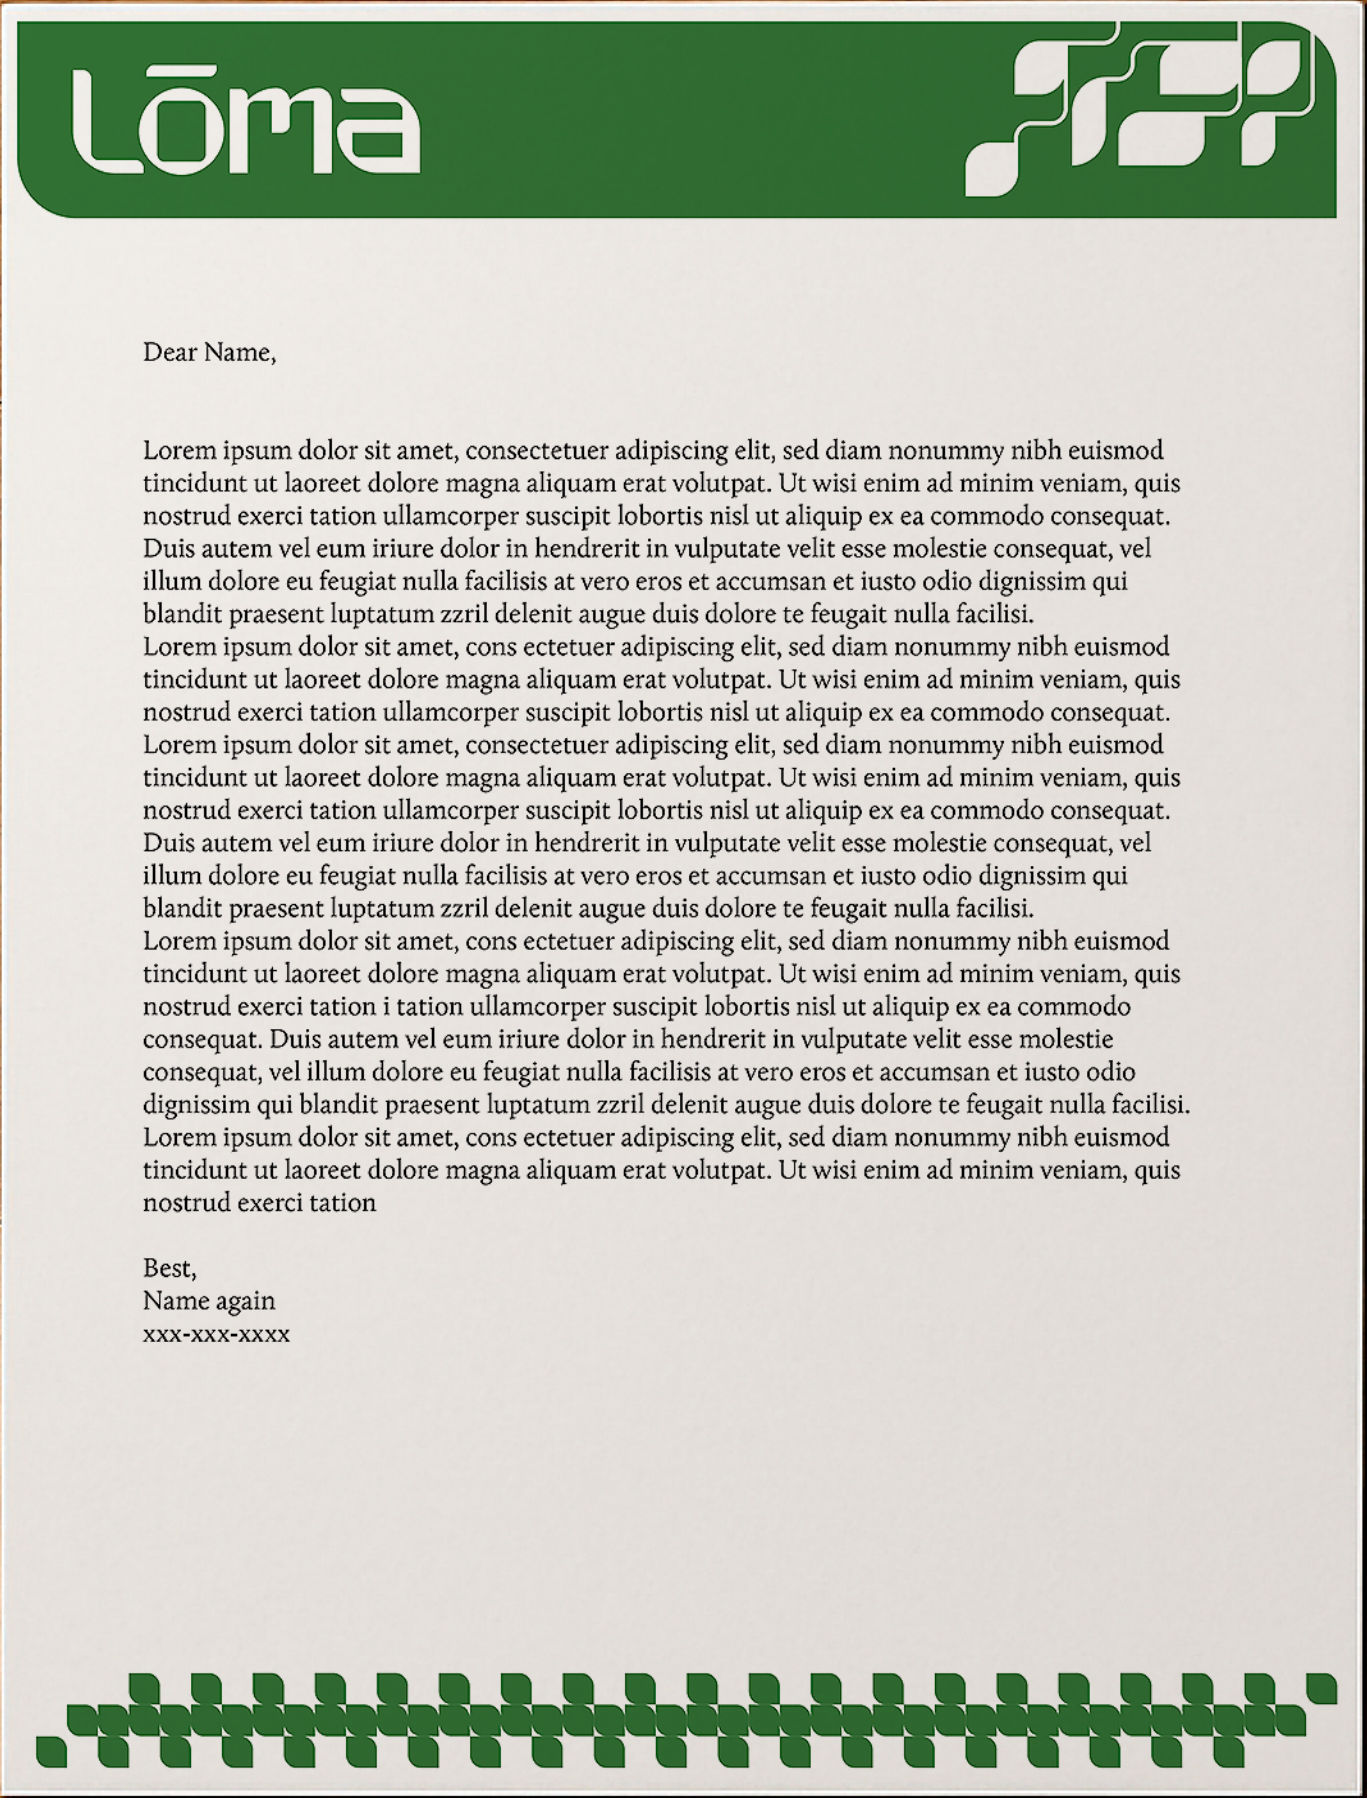 Lōma
Dear Name,
Lorem ipsum dolor sit amet, consectetuer adipiscing elit, sed diam nonummy nibh euismod
tincidunt ut laoreet dolore magna aliquam erat volutpat. Ut wisi enim ad minim veniam, quis
nostrud exerci tation ullamcorper suscipit lobortis nisl ut aliquip ex ea commodo consequat.
Duis autem vel eum iriure dolor in hendrerit in vulputate velit esse molestie consequat, vel
illum dolore eu feugiat nulla facilisis at vero eros et accumsan et iusto odio dignissim qui
blandit praesent luptatum zzril delenit augue duis dolore te feugait nulla facilisi.
Lorem ipsum dolor sit amet, cons ectetuer adipiscing elit, sed diam nonummy nibh euismod
tincidunt ut laoreet dolore magna aliquam erat volutpat. Ut wisi enim ad minim veniam, quis
nostrud exerci tation ullamcorper suscipit lobortis nisl ut aliquip ex ea commodo consequat.
Lorem ipsum dolor sit amet, consectetuer adipiscing elit, sed diam nonummy nibh euismod
tincidunt ut laoreet dolore magna aliquam erat volutpat. Ut wisi enim ad minim veniam, quis
nostrud exerci tation ullamcorper suscipit lobortis nisl ut aliquip ex ea commodo consequat.
Duis autem vel eum iriure dolor in hendrerit in vulputate velit esse molestie consequat, vel
illum dolore eu feugiat nulla facilisis at vero eros et accumsan et iusto odio dignissim qui
blandit praesent luptatum zzril delenit augue duis dolore te feugait nulla facilisi.
Lorem ipsum dolor sit amet, cons ectetuer adipiscing elit, sed diam nonummy nibh euismod
tincidunt ut laoreet dolore magna aliquam erat volutpat. Ut wisi enim ad minim veniam, quis
nostrud exerci tation i tation ullamcorper suscipit lobortis nisl ut aliquip ex ea commodo
consequat. Duis autem vel eum iriure dolor in hendrerit in vulputate velit esse molestie
consequat, vel illum dolore eu feugiat nulla facilisis at vero eros et accumsan et iusto odio
dignissim qui blandit praesent luptatum zzril delenit augue duis dolore te feugait nulla facilisi.
Lorem ipsum dolor sit amet, cons ectetuer adipiscing elit, sed diam nonummy nibh euismod
tincidunt ut laoreet dolore magna aliquam erat volutpat. Ut wisi enim ad minim veniam, quis
nostrud exerci tation
Best,
Name again
xxx-xxx-xxxx